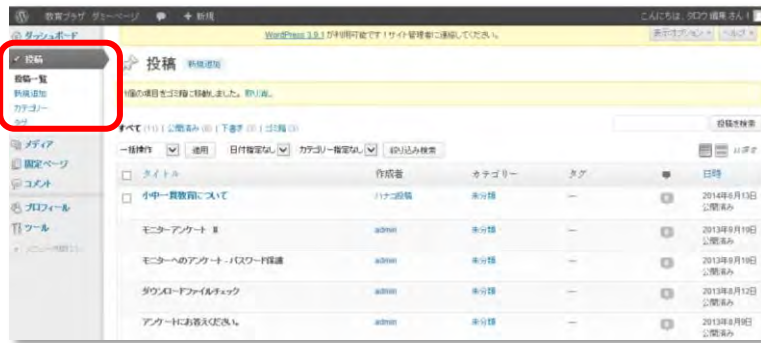 教育プラザ ダミーページ + 新規 こんにちは、タロウ編集 さん!
ダッシュボード
WordPress 3.9.1 が利用可能です!サイト管理者に連絡してください。
表示オプション ヘルプ
投稿
投稿一覧
新規追加
カテゴリー
タグ
メディア
固定ページ
コメント
プロフィール
ツール
投稿 新規追加
1個の項目をゴミ箱に移動しました。 取り消し
すべて (11) | 公開済み (8) | 下書き (3) | ゴミ箱 (3)
投稿を検索
一括操作 適用 日付指定なし カテゴリー指定なし 絞り込み検索
タイトル 作成者 カテゴリー タグ 日時
小中一貫教育について ハナコ投稿 未分類 — 0 2014年6月13日
公開済み
モニターアンケート Ⅱ admin 未分類 — 0 2013年9月19日
公開済み
モニターへのアンケート - パスワード保護 admin 未分類 — 0
公開済み
ダウンロードファイルチェック admin 未分類 — 0 2013年8月12日
公開済み
アンケートにお答えください。 admin 未分類 — 0 2013年8月9日
公開済み